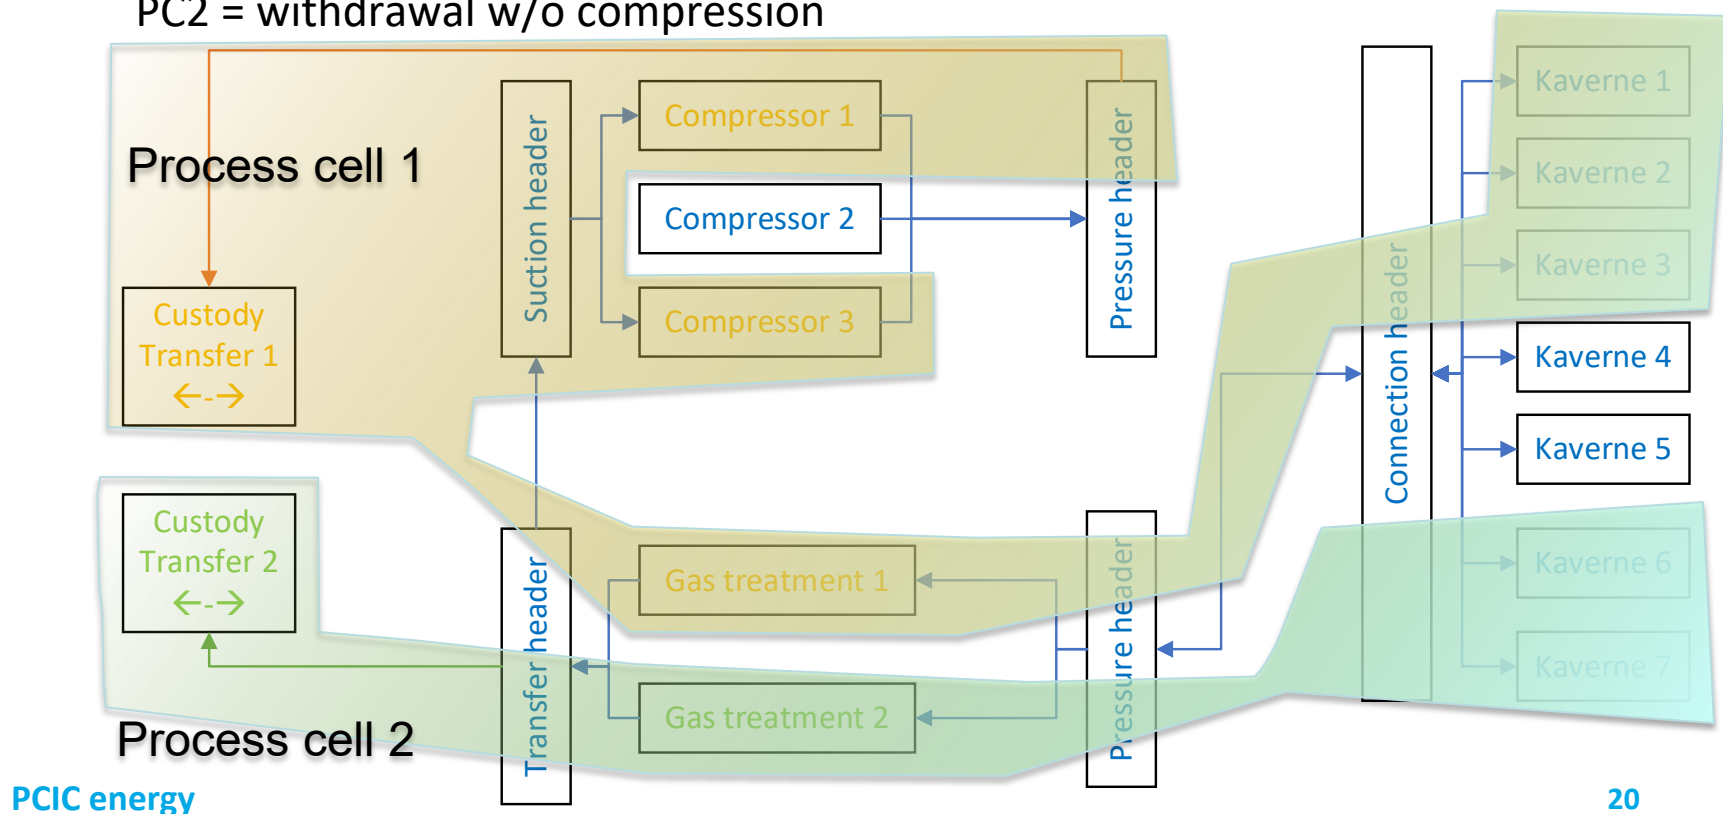 PC2 = withdrawal w/o compression
Process cell 1
Suction header
Compressor 1
Compressor 2
Compressor 3
Pressure header
Custody
Transfer 1
←-→
Connection header
Kaverne 1
Kaverne 2
Kaverne 3
Kaverne 4
Kaverne 5
Kaverne 6
Kaverne 7
Custody
Transfer 2
←-→
Transfer header
Gas treatment 1
Gas treatment 2
Pressure header
Process cell 2
PCIC energy
20